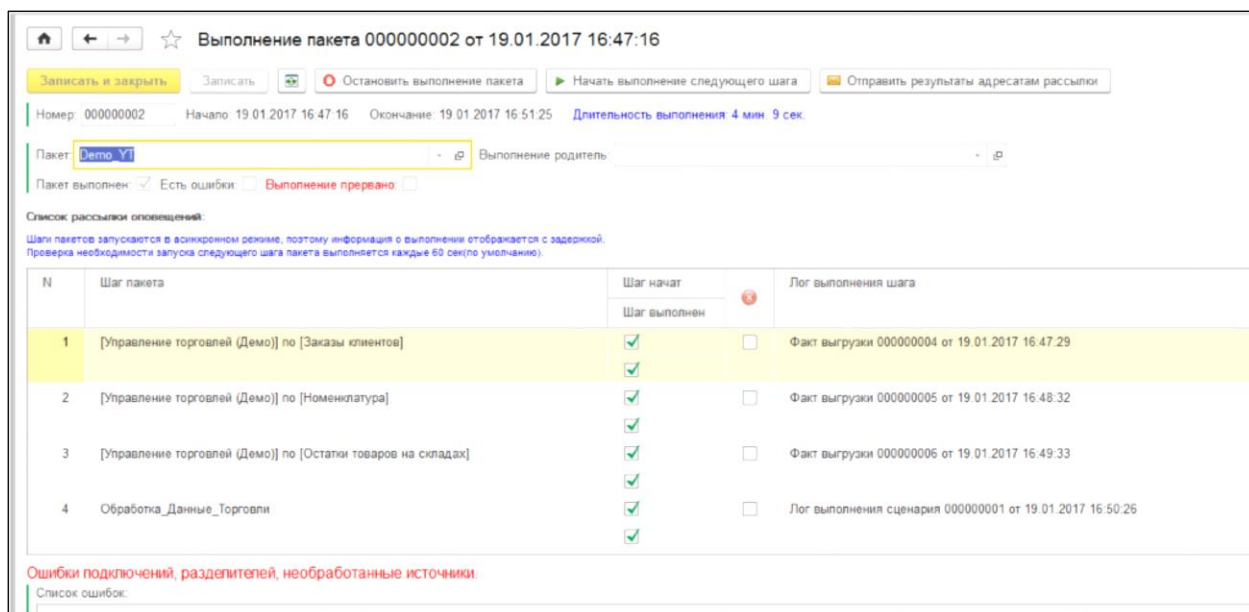 Выполнение пакета 000000002 от 19.01.2017 16:47:16
Записать и закрыть Записать Остановить выполнение пакета Начать выполнение следующего шага Отправить результаты адресатам рассылки
Номер: 000000002 Начало: 19.01.2017 16:47:16 Окончание: 19.01.2017 16:51:25 Длительность выполнения: 4 мин. 9 сек.
Пакет: Demo_YT Выполнение родитель:
Пакет выполнен: Есть ошибки: Выполнение прервано:
Список рассылки оповещений:
Шаги пакетов запускаются в асинхронном режиме, поэтому информация о выполнении отображается с задержкой.
Проверка необходимости запуска следующего шага пакета выполняется каждые 60 сек(по умолчанию).
N Шаг пакета Шаг начат Лог выполнения шага
Шаг выполнен
1 [Управление торговлей (Демо)] по [Заказы клиентов] Факт выгрузки 000000004 от 19.01.2017 16:47:29
2 [Управление торговлей (Демо)] по [Номенклатура] Факт выгрузки 000000005 от 19.01.2017 16:48:32
3 [Управление торговлей (Демо)] по [Остатки товаров на складах] Факт выгрузки 000000006 от 19.01.2017 16:49:33
4 Обработка_Данные_Торговли Лог выполнения сценария 000000001 от 19.01.2017 16:50:26
Ошибки подключений, разделителей, необработанные источники.
Список ошибок: